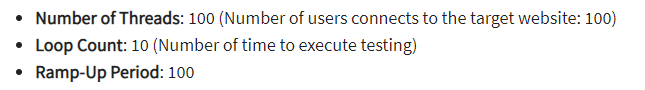 • Number of Threads: 100 (Number of users connects to the target website: 100)
• Loop Count: 10 (Number of time to execute testing)
• Ramp-Up Period: 100